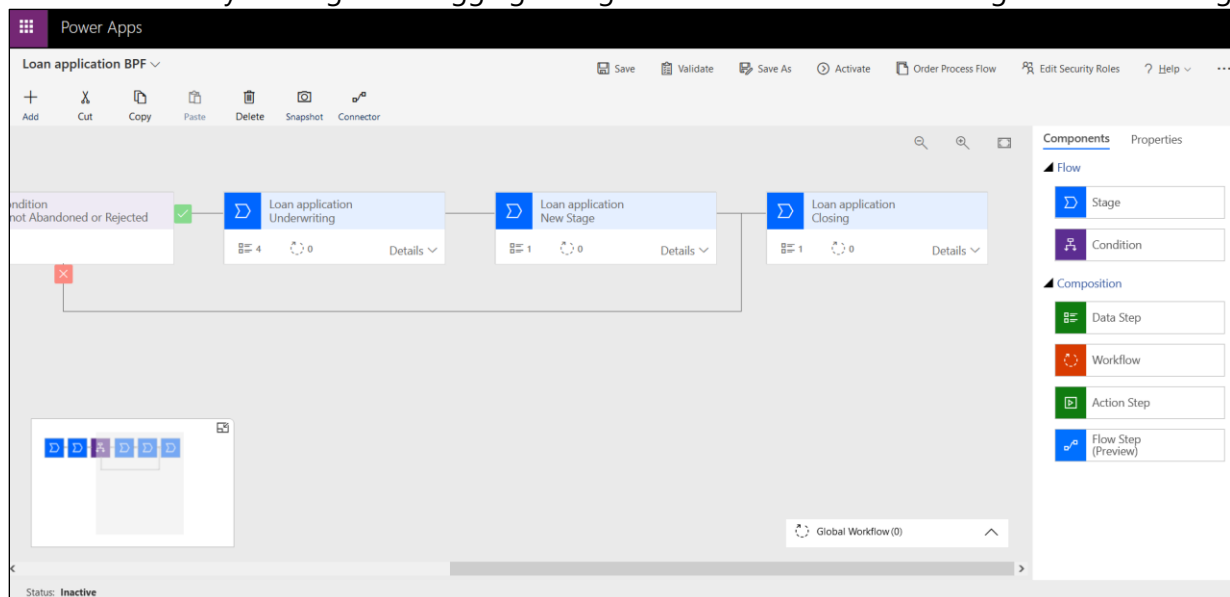 Power Apps
Loan application BPF
Save Validate Save As Activate Order Process Flow Edit Security Roles ? Help ...
Add Cut Copy Paste Delete Snapshot Connector
Components Properties
Flow
Stage
Condition
Composition
Data Step
Workflow
Action Step
Flow Step
(Preview)
ndition
not Abandoned or Rejected
Loan application
Underwriting
4 0 Details
Loan application
New Stage
1 0 Details
Loan application
Closing
1 0 Details
Global Workflow (0)
Status: Inactive